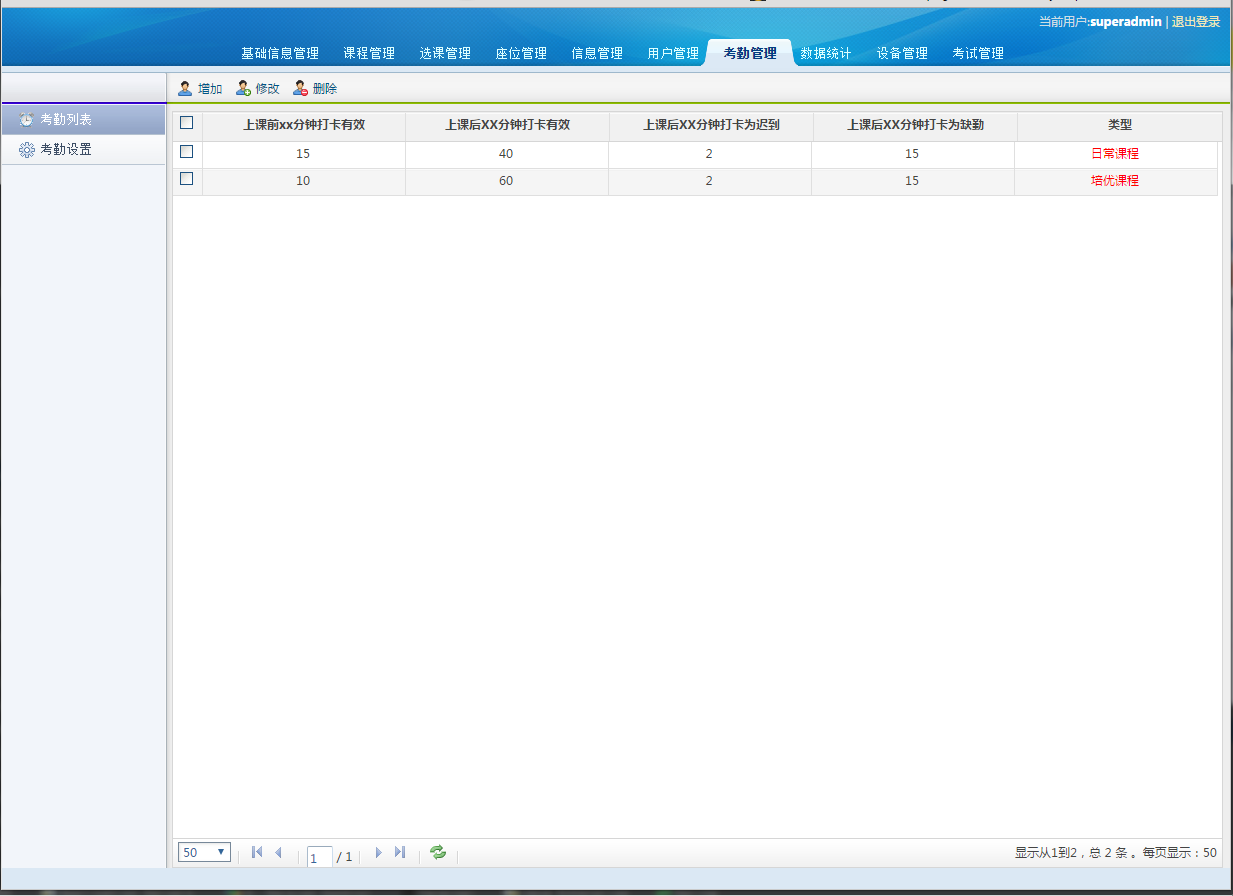 当前用户:superadmin | 退出登录
基础信息管理 课程管理 选课管理 座位管理 信息管理 用户管理 考勤管理 数据统计 设备管理 考试管理
增加 修改 删除
考勤列表
考勤设置
上课前xx分钟打卡有效 上课后XX分钟打卡有效 上课后XX分钟打卡为迟到 上课后XX分钟打卡为缺勤 类型
15 40 2 15 日常课程
10 60 2 15 培优课程
50 1 / 1 显示从1到2，总 2 条 。每页显示：50